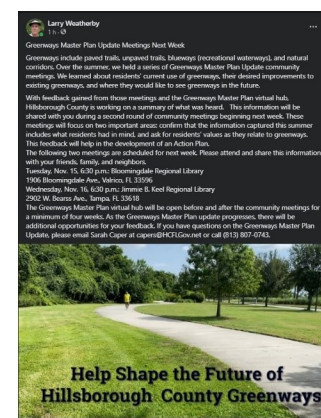 Larry Weatherby
1 h ·
Greenways Master Plan Update Meetings Next Week
Greenways include paved trails, unpaved trails, blueways (recreational waterways), and natural
corridors. Over the summer, we held a series of Greenways Master Plan Update community
meetings. We learned about residents' current use of greenways, their desired improvements to
existing greenways, and where they would like to see greenways in the future.
With feedback gained from those meetings and the Greenways Master Plan virtual hub,
Hillsborough County is working on a summary of what was heard. This information will be
shared with you during a second round of community meetings beginning next week. These
meetings will focus on two important areas: confirm that the information captured this summer
includes what residents had in mind, and ask for residents' values as they relate to greenways.
This feedback will help in the development of an Action Plan.
The following two meetings are scheduled for next week. Please attend and share this information
with your friends, family, and neighbors.
Tuesday, Nov. 15, 6:30 p.m.: Bloomingdale Regional Library
1906 Bloomingdale Ave., Valrico, FL 33596
Wednesday, Nov. 16, 6:30 p.m.: Jimmie B. Keel Regional Library
2902 W. Bearss Ave., Tampa, FL 33618
The Greenways Master Plan virtual hub will be open before and after the community meetings for
a minimum of four weeks. As the Greenways Master Plan update progresses, there will be
additional opportunities for your feedback. If you have questions on the Greenways Master Plan
Update, please email Sarah Caper at capers@HCFLGov.net or call (813) 807-0743.
Help Shape the Future of
Hillsborough County Greenways